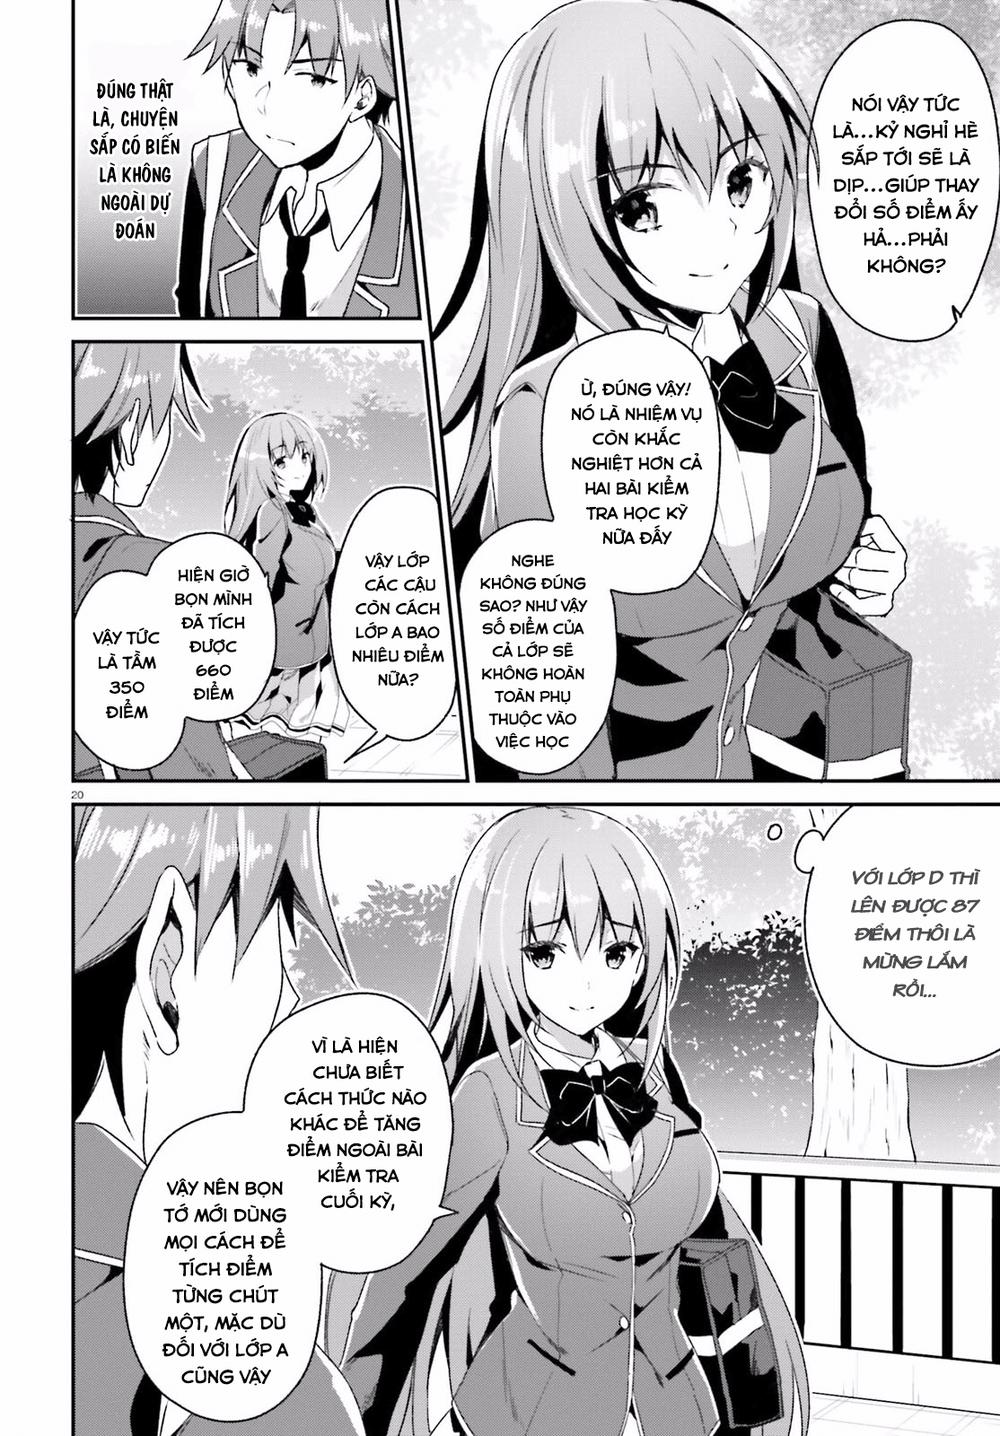 NÓI VẬY TỨC
LÀ...KỶ NGHỈ HÈ
SẮP TỚI SẼ LÀ
DỊP...GIÚP THAY
ĐỔI SỐ ĐIỂM ẤY
HẢ...PHẢI
KHÔNG?
Ừ, ĐÚNG VẬY!
NÓ LÀ NHIỆM VỤ
CÒN KHẮC
NGHIỆT HƠN CẢ
HAI BÀI KIỂM
TRA HỌC KỲ
NỮA ĐẤY
NGHE
KHÔNG ĐÚNG
SAO? NHƯ VẬY
SỐ ĐIỂM CỦA
CẢ LỚP SẼ
KHÔNG HOÀN
TOÀN PHỤ
THUỘC VÀO
VIỆC HỌC
ĐÚNG THẬT
LÀ, CHUYỆN
SẮP CÓ BIẾN
LÀ KHÔNG
NGOÀI DỰ
ĐOÁN
VẬY LỚP
CÁC CẬU
CÒN CÁCH
LỚP A BAO
NHIÊU ĐIỂM
NỮA?
HIỆN GIỜ
BỌN MÌNH
ĐÃ TÍCH
ĐƯỢC
660
ĐIỂM
VẬY TỨC
LÀ TẦM
350
ĐIỂM
20
VỚI LỚP D THÌ
LÊN ĐƯỢC 87
ĐIỂM THÔI LÀ
MỪNG LẮM
RỒI...
VÌ LÀ HIỆN
CHƯA BIẾT
CÁCH THỨC NÀO
KHÁC ĐỂ TĂNG
ĐIỂM NGOÀI BÀI
KIỂM TRA
CUỐI KỲ,
VẬY NÊN BỌN
TỚ MỚI DÙNG
MỌI CÁCH ĐỂ
TÍCH ĐIỂM
TỪNG CHÚT
MỘT, MẶC DÙ
ĐỐI VỚI LỚP A
CŨNG VẬY